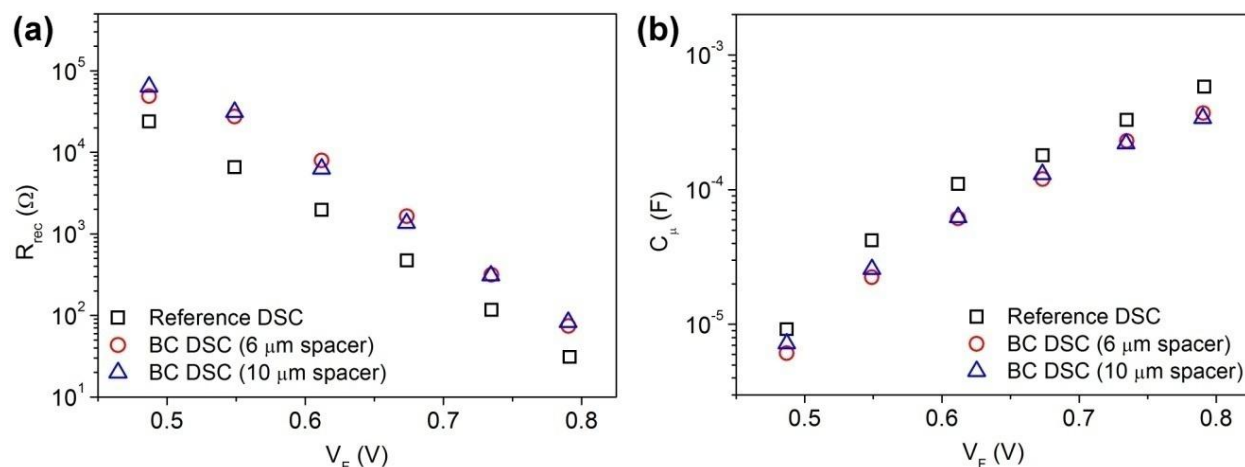 (a)
R_rec (Ω)
10^5
10^4
10^3
10^2
10^1
Reference DSC
BC DSC (6 μm spacer)
BC DSC (10 μm spacer)
0.5 0.6 0.7 0.8
V_F (V)
(b)
C_μ (F)
10^-3
10^-4
10^-5
Reference DSC
BC DSC (6 μm spacer)
BC DSC (10 μm spacer)
0.5 0.6 0.7 0.8
V_F (V)